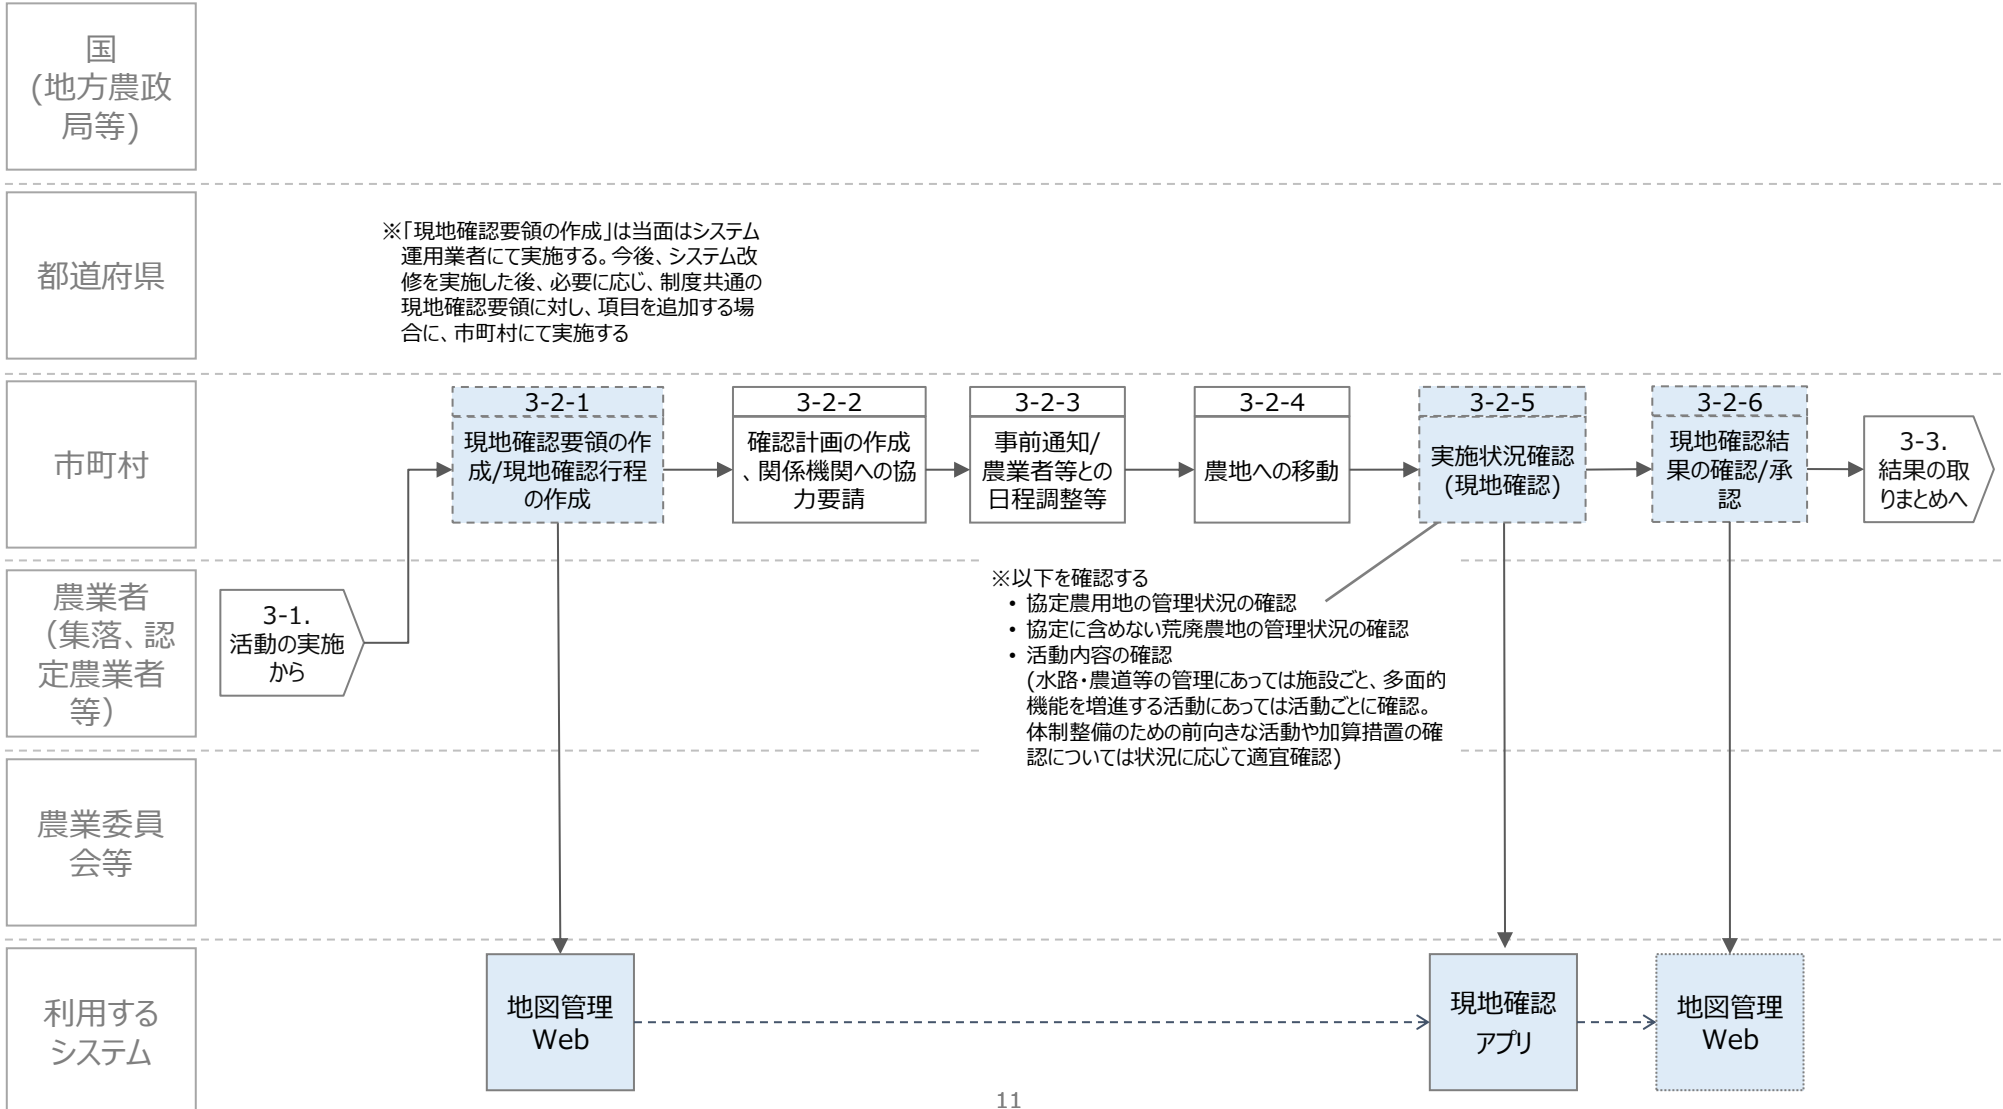 国
(地方農政
局等)
都道府県
※「現地確認要領の作成」は当面はシステム
運用業者にて実施する。今後、システム改
修を実施した後、必要に応じ、制度共通の
現地確認要領に対し、項目を追加する場
合に、市町村にて実施する
市町村
3-2-1
現地確認要領の作
成/現地確認行程
の作成
3-2-2
確認計画の作成
、関係機関への協
力要請
3-2-3
事前通知/
農業者等との
日程調整等
3-2-4
農地への移動
3-2-5
実施状況確認
(現地確認)
3-2-6
現地確認結
果の確認/承
認
3-3.
結果の取
りまとめへ
農業者
（集落、認
定農業者
等）
3-1.
活動の実施
から
※以下を確認する
• 協定農用地の管理状況の確認
• 協定に含めない荒廃農地の管理状況の確認
• 活動内容の確認
(水路・農道等の管理にあっては施設ごと、多面的
機能を増進する活動にあっては活動ごとに確認。
体制整備のための前向きな活動や加算措置の確
認については状況に応じて適宜確認)
農業委員
会等
利用する
システム
地図管理
Web
現地確認
アプリ
地図管理
Web
11